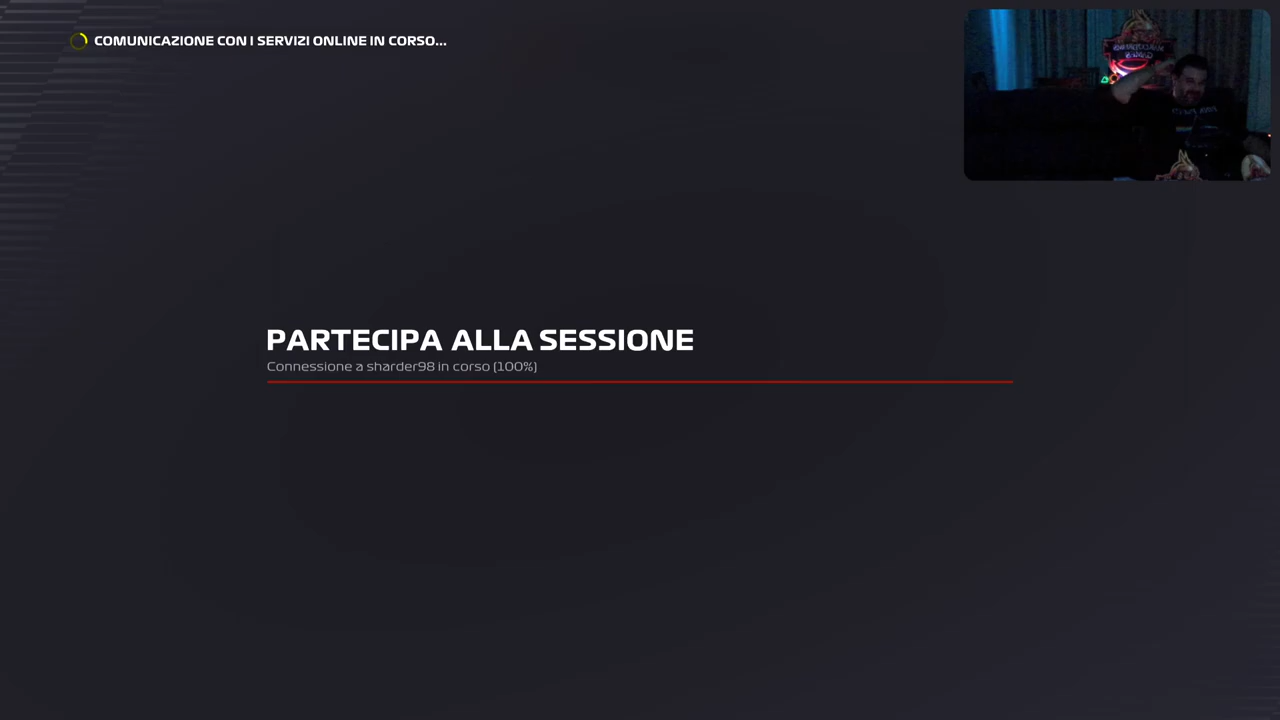 COMUNICAZIONE CON I SERVIZI ONLINE IN CORSO...
PARTECIPA ALLA SESSIONE
Connessione a sharder98 in corso (100%)